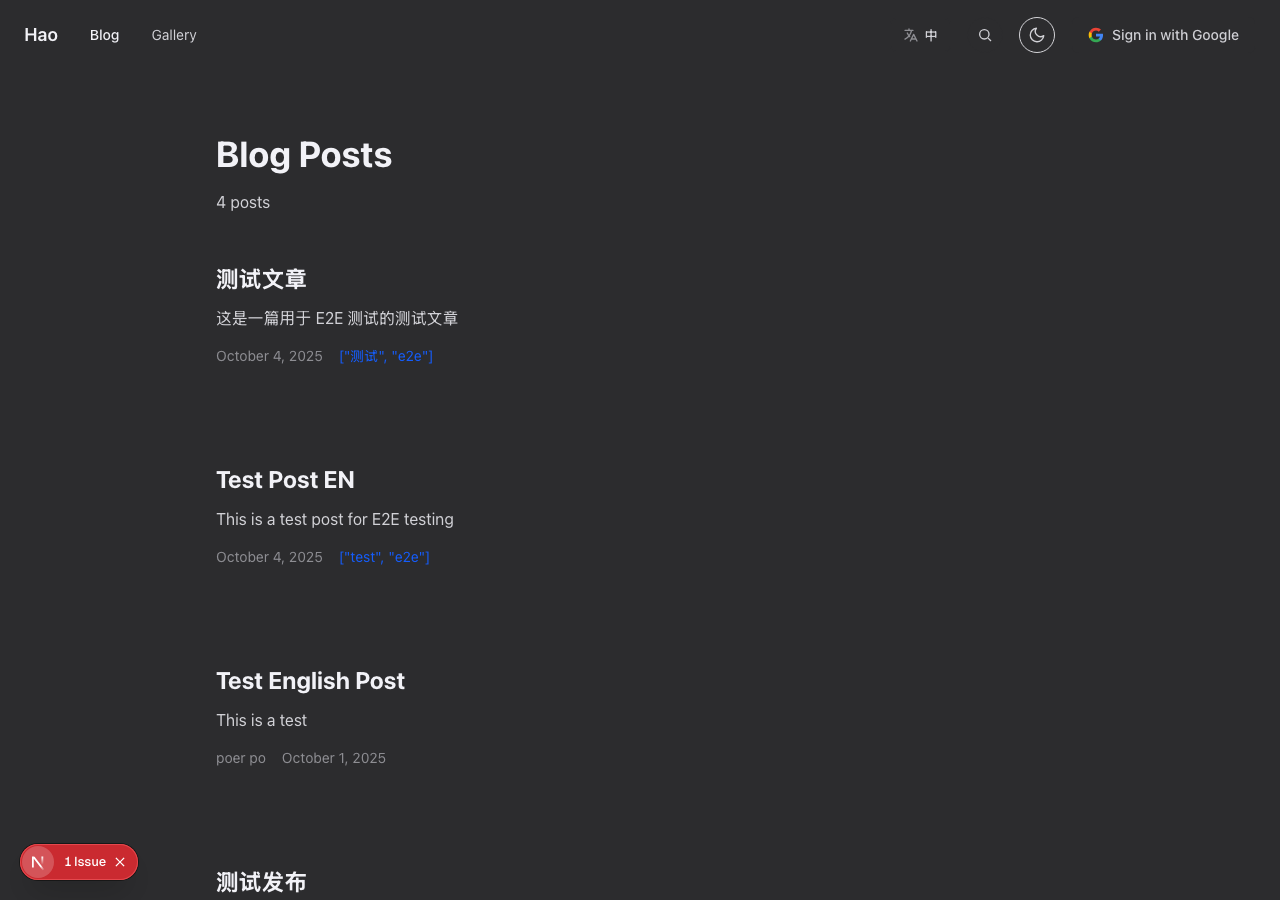 Hao Blog Gallery 中 Sign in with Google
Blog Posts
4 posts
测试文章
这是一篇用于 E2E 测试的测试文章
October 4, 2025 ["测试", "e2e"]
Test Post EN
This is a test post for E2E testing
October 4, 2025 ["test", "e2e"]
Test English Post
This is a test
poer po October 1, 2025
1 Issue
测试发布